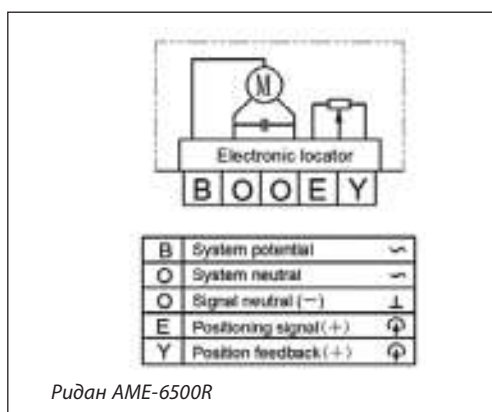 M
Electronic locator
B O O E Y
B System potential ~
O System neutral ~
O Signal neutral (—) ⊥
E Positioning signal (+)
Y Position feedback (+)
Ридан AME-6500R